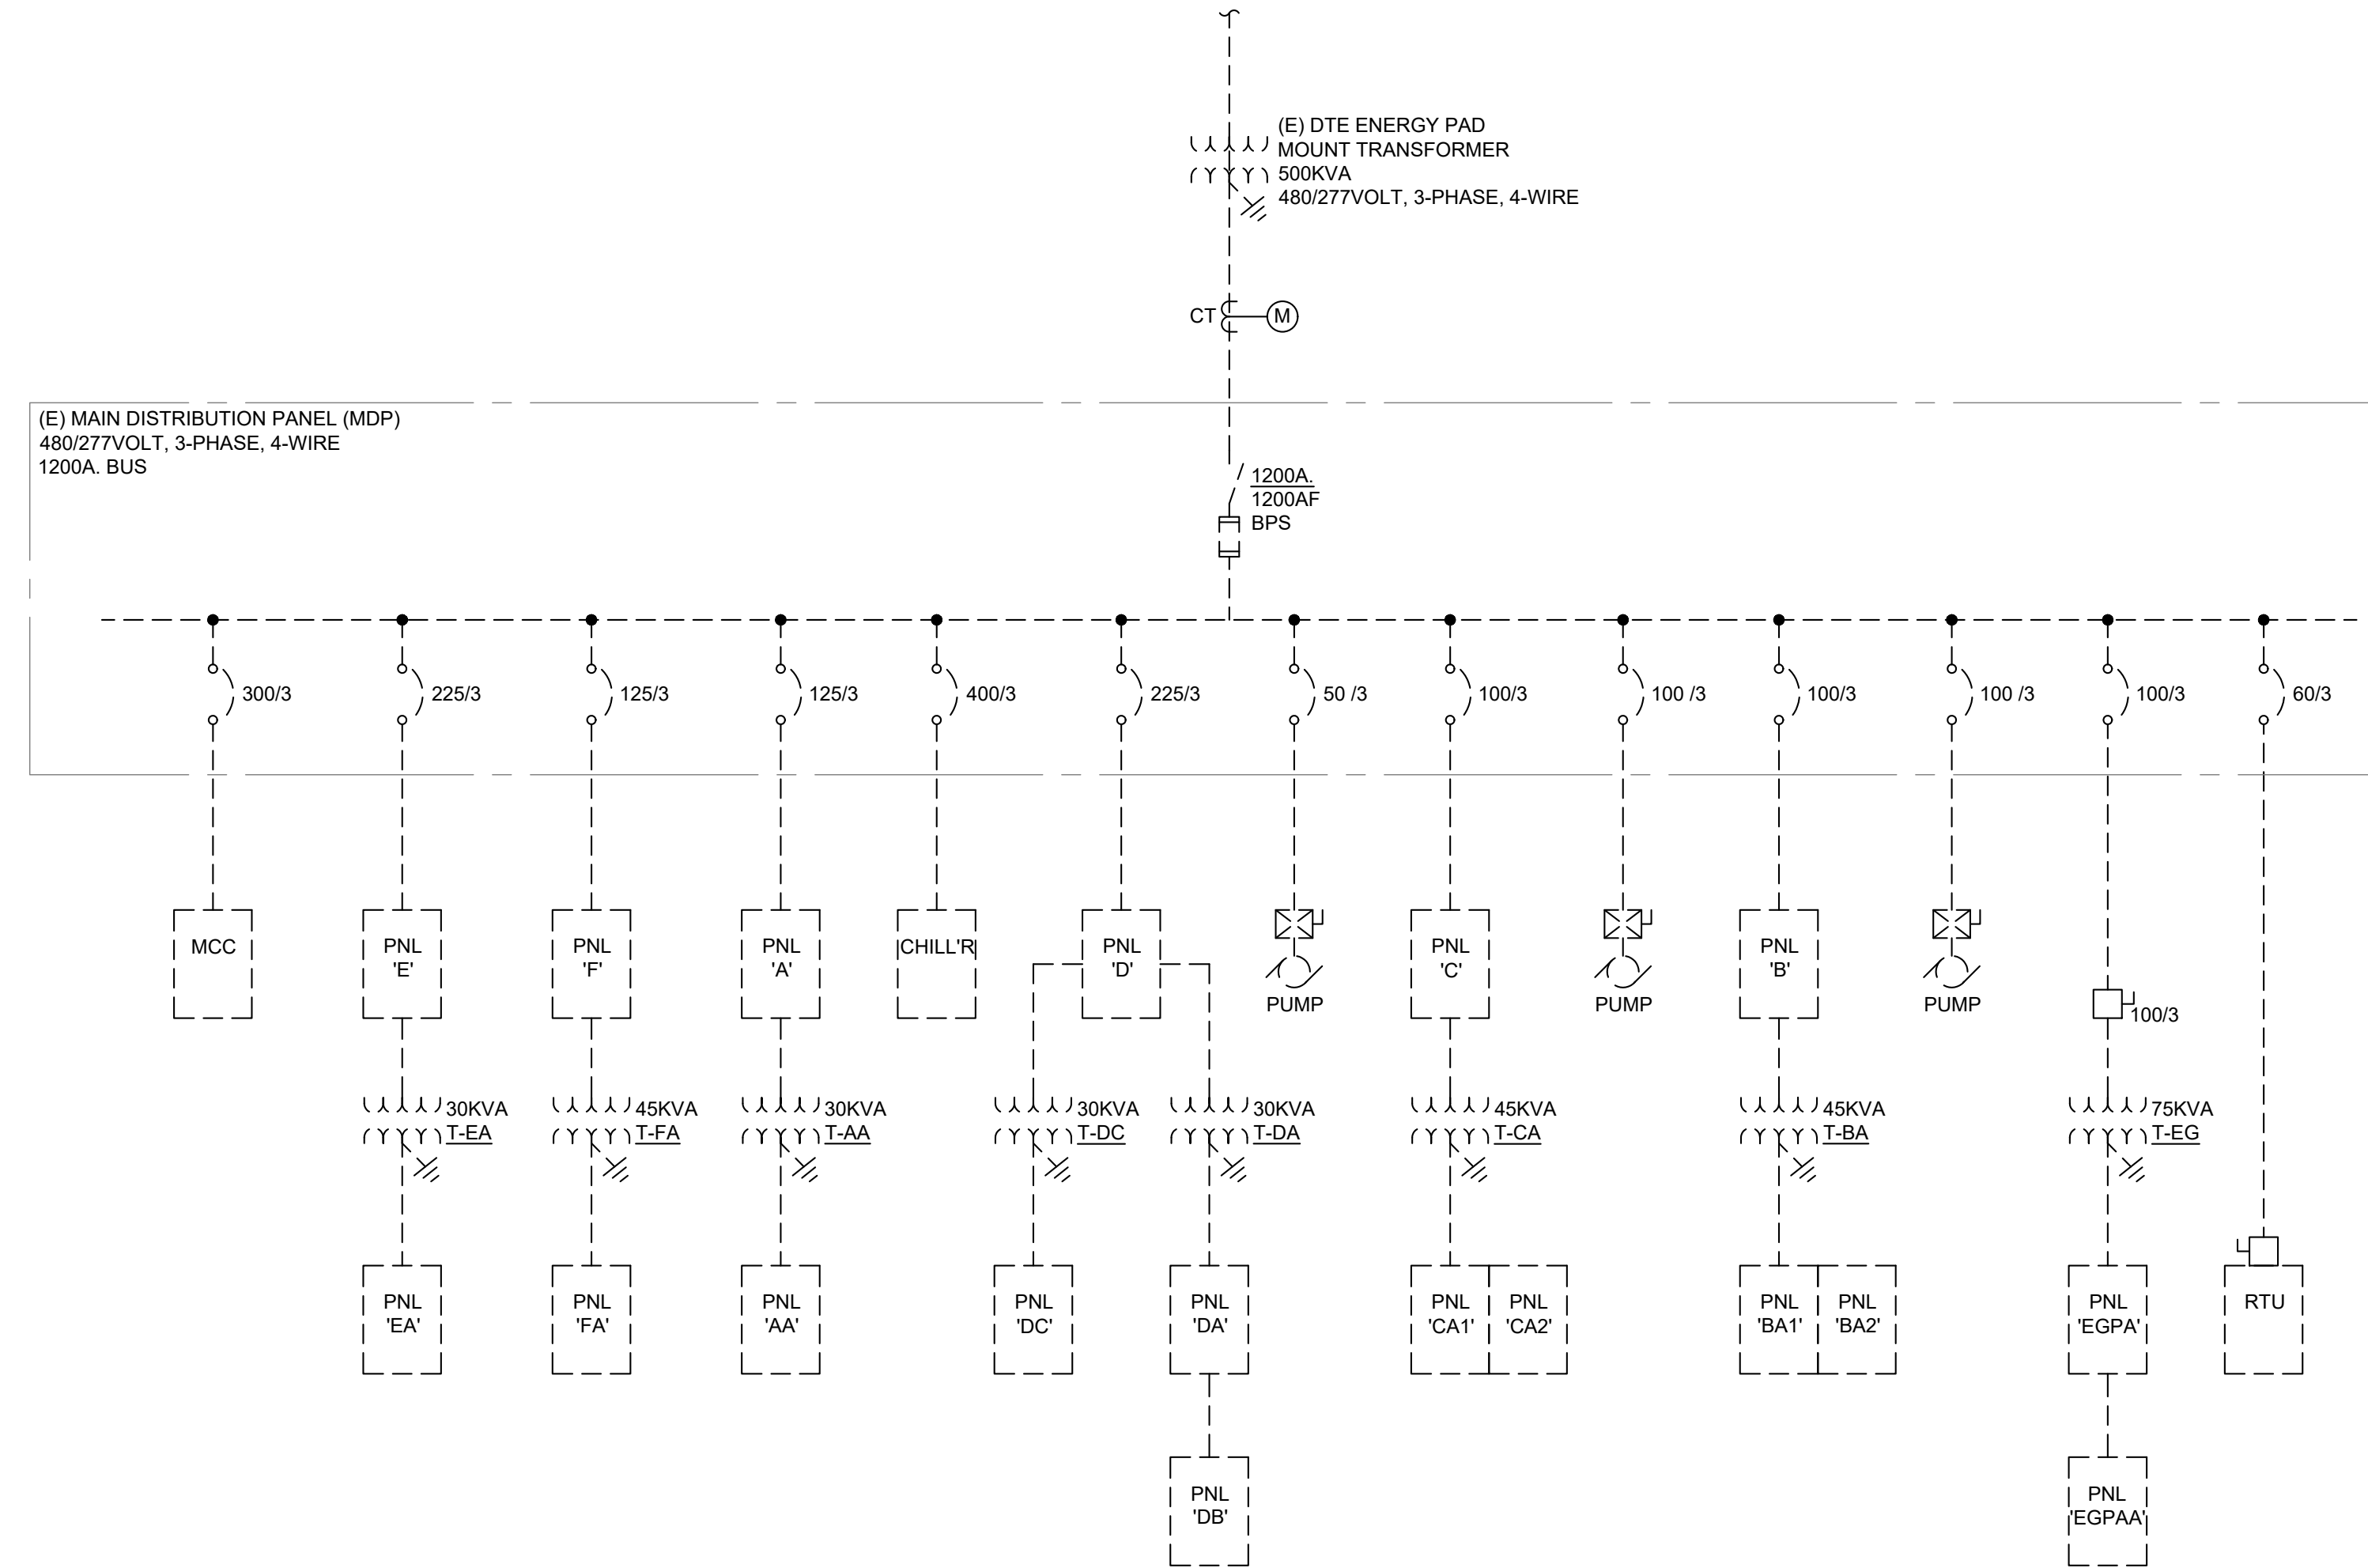 (E) DTE ENERGY PAD
MOUNT TRANSFORMER
500KVA
480/277VOLT, 3-PHASE, 4-WIRE
CT
M
(E) MAIN DISTRIBUTION PANEL (MDP)
480/277VOLT, 3-PHASE, 4-WIRE
1200A. BUS
1200A.
1200AF
BPS
300/3
225/3
125/3
125/3
400/3
225/3
50 /3
100/3
100 /3
100/3
100 /3
100/3
60/3
MCC
PNL
'E'
PNL
'F'
PNL
'A'
CHILL'R
PNL
'D'
PUMP
PNL
'C'
PUMP
PNL
'B'
PUMP
100/3
30KVA
T-EA
45KVA
T-FA
30KVA
T-AA
30KVA
T-DC
30KVA
T-DA
45KVA
T-CA
45KVA
T-BA
75KVA
T-EG
PNL
'EA'
PNL
'FA'
PNL
'AA'
PNL
'DC'
PNL
'DA'
PNL
'CA1'
PNL
'CA2'
PNL
'BA1'
PNL
'BA2'
PNL
'EGPA'
RTU
PNL
'DB'
PNL
'EGPAA'